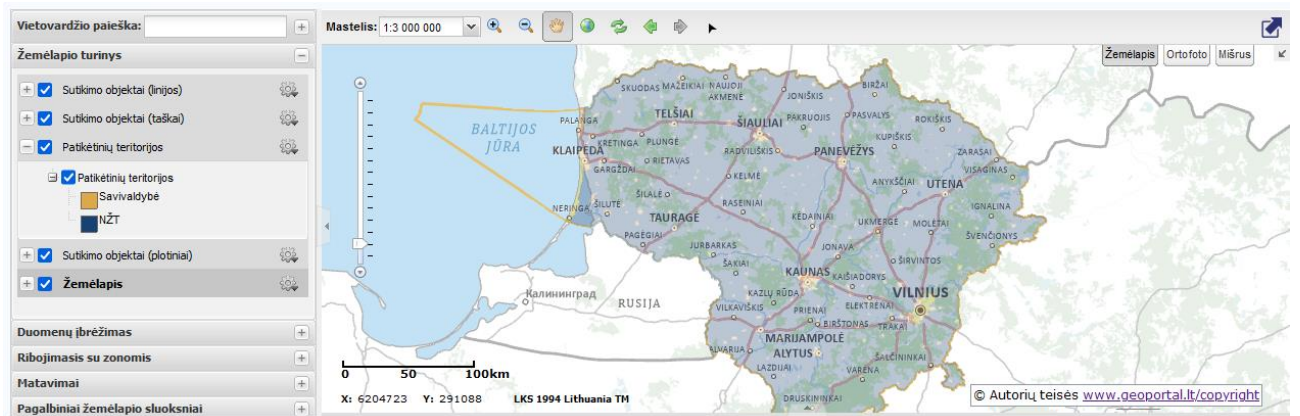 Vietovardžio paieška:
Žemėlapio turinys
Sutikimo objektai (linijos)
Sutikimo objektai (taškai)
Patikėtinių teritorijos
Patikėtinių teritorijos
Savivaldybė
NŽT
Sutikimo objektai (plotiniai)
Žemėlapis
Duomenų įbrėžimas
Ribojimasis su zonomis
Matavimai
Pagalbiniai žemėlapio sluoksniai
Mastelis: 1:3 000 000
Žemėlapis Ortofoto Mišrus
SKUODAS MAŽEIKIAI NAUJOJI
AKMENĖ
JONIŠKIS
BIRŽAI
PALANGA
TELŠIAI
ŠIAULIAI
PAKRUOJIS
PASVALYS
ROKIŠKIS
BALTIJOS
JŪRA
KUPIŠKIS
KLAIPĖDA
KRETINGA
PLUNGĖ
RADVILIŠKIS
PANEVĖŽYS
ZARASAI
GARGŽDAI
RIETAVAS
KELMĖ
ANYKŠČIAI
UTENA
VISAGINAS
ŠILALĖ
RASEINIAI
IGNALINA
NERINGA
ŠILUTĖ
TAURAGĖ
KĖDAINIAI
UKMERGĖ
MOLĖTAI
ŠVENČIONYS
PAGĖGIAI
JURBARKAS
JONAVA
ŠIRVINTOS
ŠAKIAI
KAUNAS
KAIŠIADORYS
Калининград
RUSIJA
KAZLŲ RŪDA
ELEKTRĖNAI
VILNIUS
VILKAVIŠKIS
PRIENAI
BIRŠTONAS
TRAKAI
MARIJAMPOLĖ
ALYTUS
ŠALČININKAI
LAZDIJAI
VARĖNA
DRUSKININKAI
0 50 100km
X: 6204723 Y: 291088 LKS 1994 Lithuania TM
© Autorių teisės www.geoportal.lt/copyright